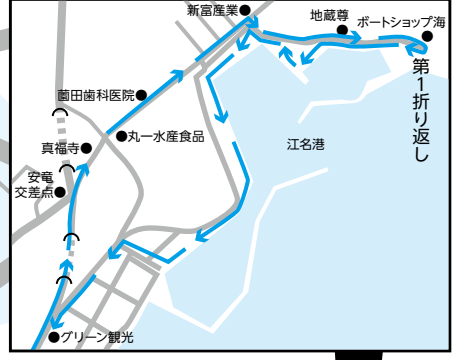 新富産業
地蔵尊
ボートショップ海
第1折り返し
薗田歯科医院
丸一水産食品
江名港
真福寺
安竜
交差点
グリーン観光